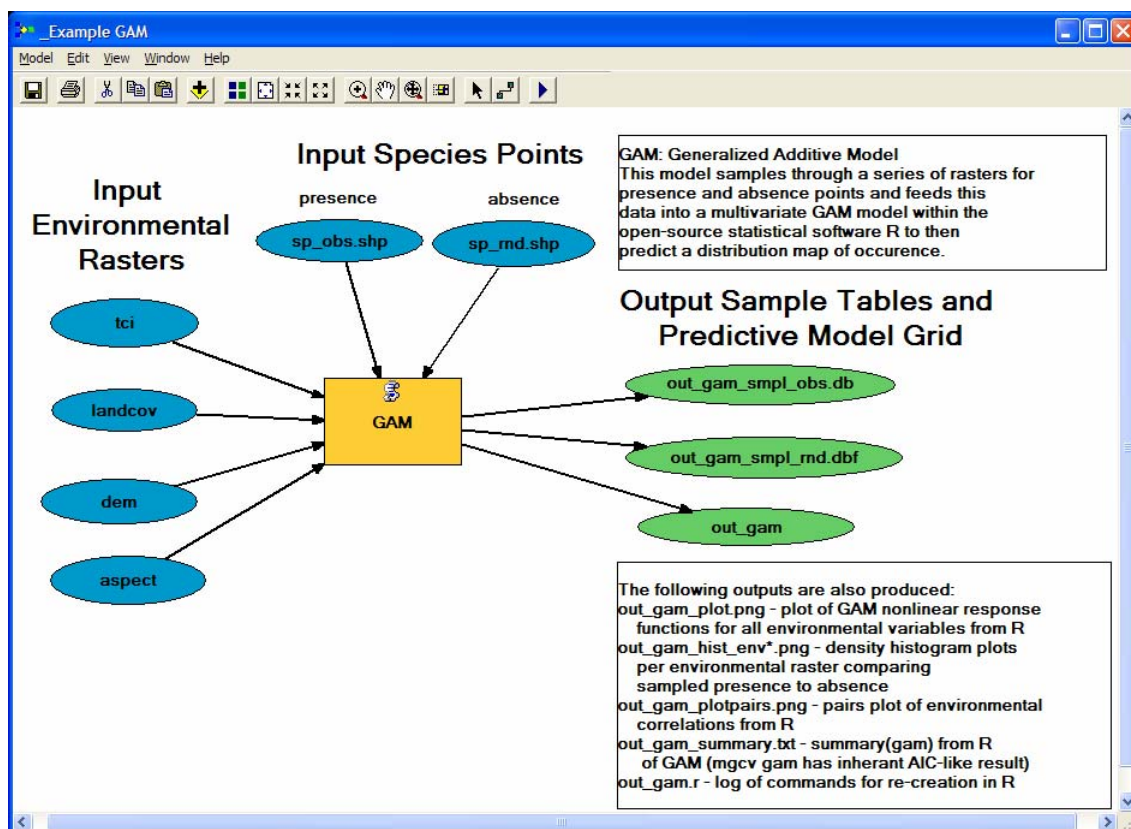 _Example GAM
Model Edit View Window Help
Input Species Points
presence absence
sp_obs.shp sp_rnd.shp
Input
Environmental
Rasters
tci
landcov
dem
aspect
GAM
GAM: Generalized Additive Model
This model samples through a series of rasters for
presence and absence points and feeds this
data into a multivariate GAM model within the
open-source statistical software R to then
predict a distribution map of occurence.
Output Sample Tables and
Predictive Model Grid
out_gam_smpl_obs.db
out_gam_smpl_rnd.dbf
out_gam
The following outputs are also produced:
out_gam_plot.png - plot of GAM nonlinear response
functions for all environmental variables from R
out_gam_hist_env*.png - density histogram plots
per environmental raster comparing
sampled presence to absence
out_gam_plotpairs.png - pairs plot of environmental
correlations from R
out_gam_summary.txt - summary(gam) from R
of GAM (mgcv gam has inherant AIC-like result)
out_gam.r - log of commands for re-creation in R